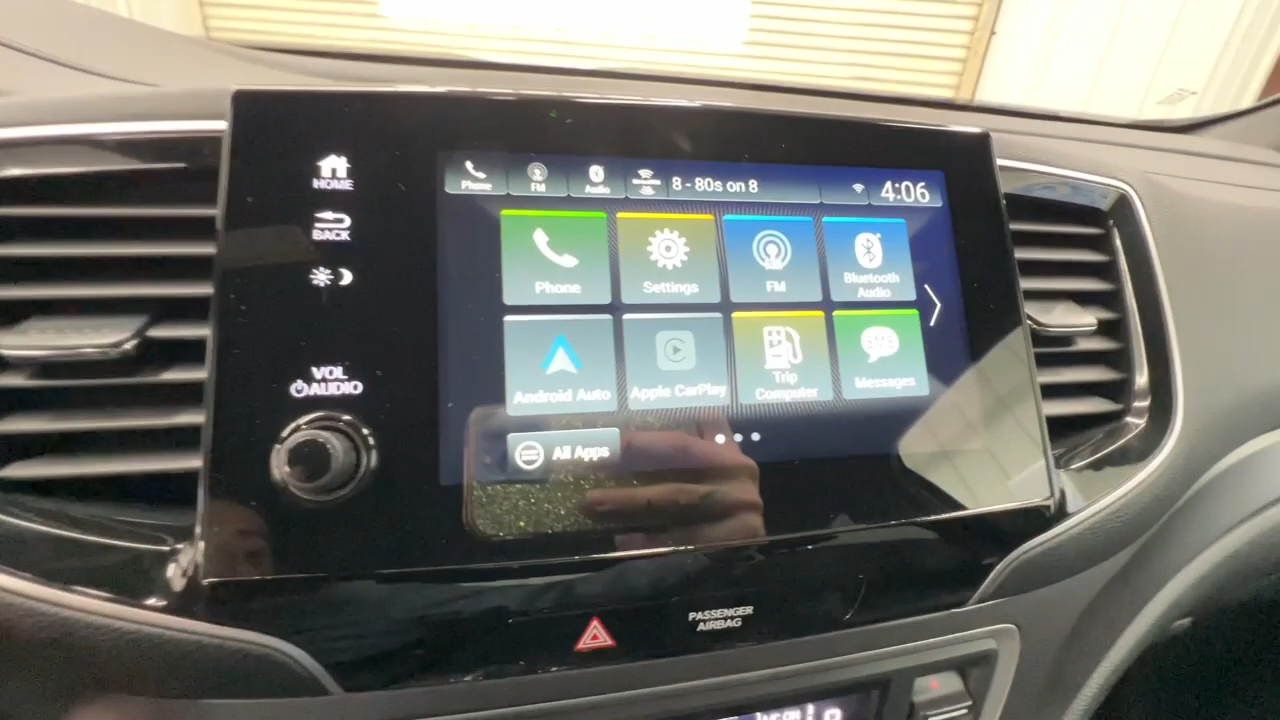 HOME
BACK
VOL
AUDIO
Phone
FM
Audio
8 - 80s on 8
4:06
Phone
Settings
FM
Bluetooth
Audio
Android Auto
Apple CarPlay
Trip
Computer
Messages
All Apps
PASSENGER
AIRBAG